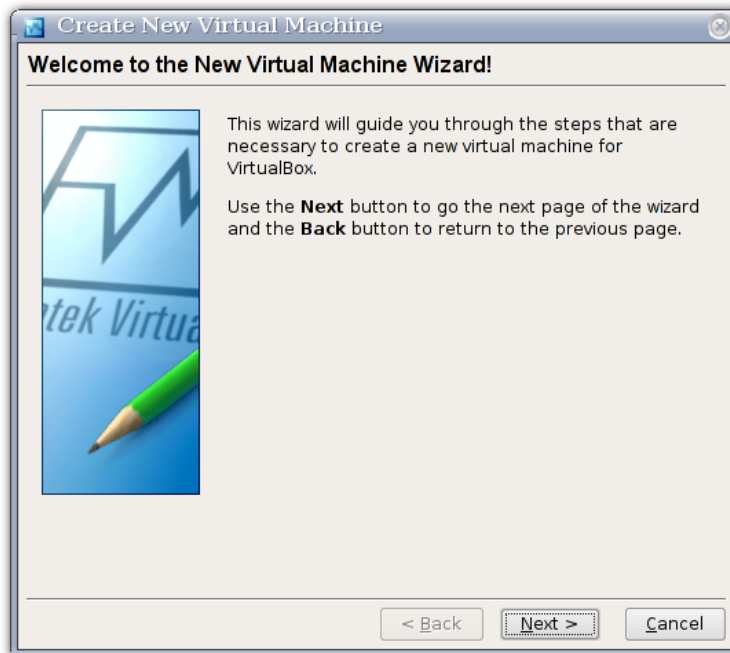 Create New Virtual Machine
Welcome to the New Virtual Machine Wizard!
This wizard will guide you through the steps that are
necessary to create a new virtual machine for
VirtualBox.
Use the Next button to go the next page of the wizard
and the Back button to return to the previous page.
ntek Virtua
< Back
Next >
Cancel